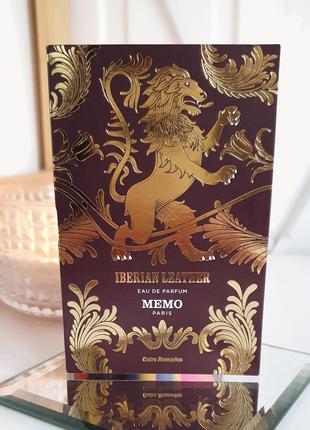 IBERIAN LEATHER
EAU DE PARFUM
MEMO
PARIS
Cuirs Nomades